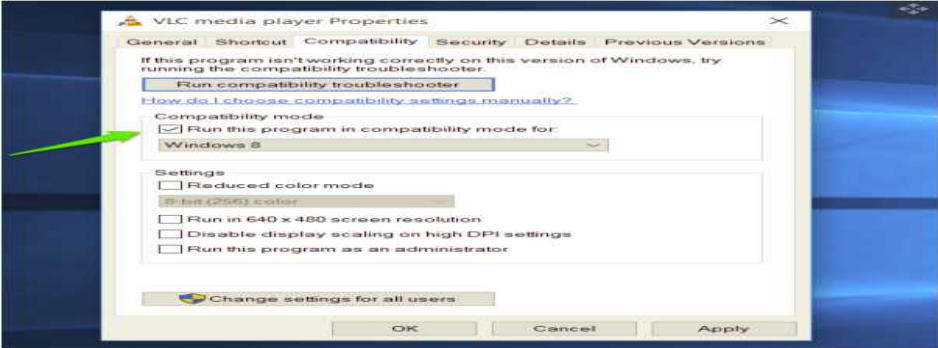 VLC media player Properties
General Shortcut Compatibility Security Details Previous Versions
If this program isn't working correctly on this version of Windows, try
running the compatibility troubleshooter.
Run compatibility troubleshooter
How do I choose compatibility settings manually?
Compatibility mode
Run this program in compatibility mode for:
Windows 8
Settings
Reduced color mode
8-bit (256) color
Run in 640 x 480 screen resolution
Disable display scaling on high DPI settings
Run this program as an administrator
Change settings for all users
OK Cancel Apply